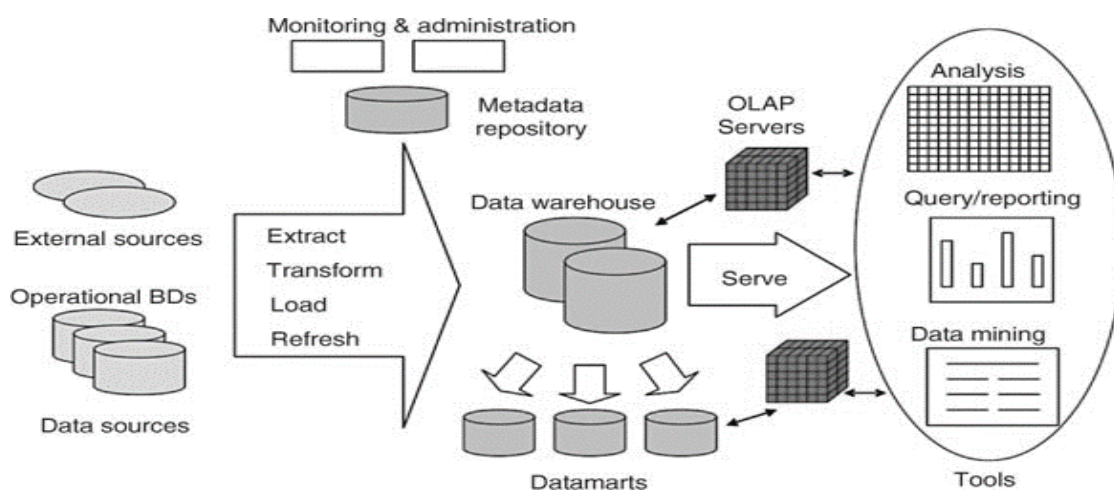 Monitoring & administration
Metadata
repository
External sources
Operational BDs
Data sources
Extract
Transform
Load
Refresh
Data warehouse
OLAP
Servers
Serve
Datamarts
Analysis
Query/reporting
Data mining
Tools